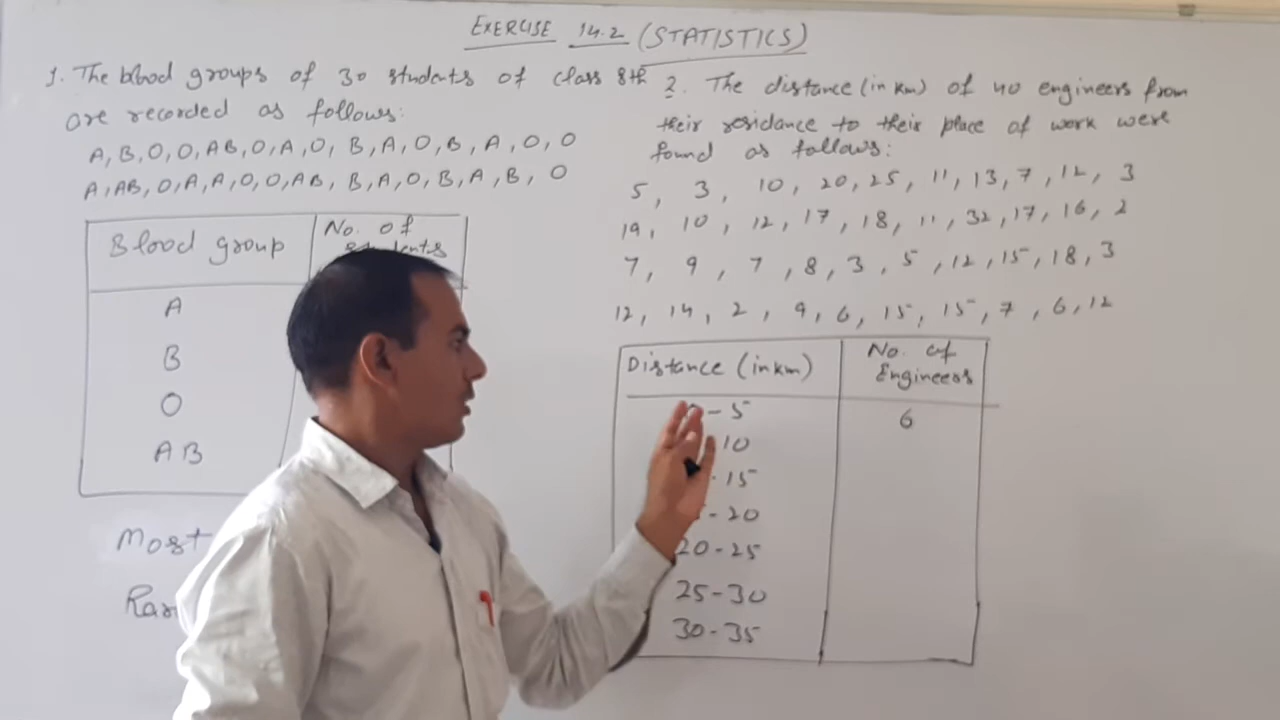 EXERCISE 14.2 (STATISTICS)
1. The blood groups of 30 students of class 8th
are recorded as follows:
A, B, O, O, AB, O, A, O, B, A, O, B, A, O, O
A, AB, O, A, A, O, O, AB, B, A, O, B, A, B, O
Blood group
No. of
students
A
B
O
AB
Most
2. The distance (in km) of 40 engineers from
their residance to their place of work were
found as follows:
5, 3, 10, 20, 25, 11, 13, 7, 12, 3
19, 10, 12, 17, 18, 11, 32, 17, 16, 2
7, 9, 7, 8, 3, 5, 12, 15, 18, 3
12, 14, 2, 9, 6, 15, 15, 7, 6, 12
Distance (in km)
No. of
Engineers
0-5 6
10
-15
-20
20-25
25-30
30-35